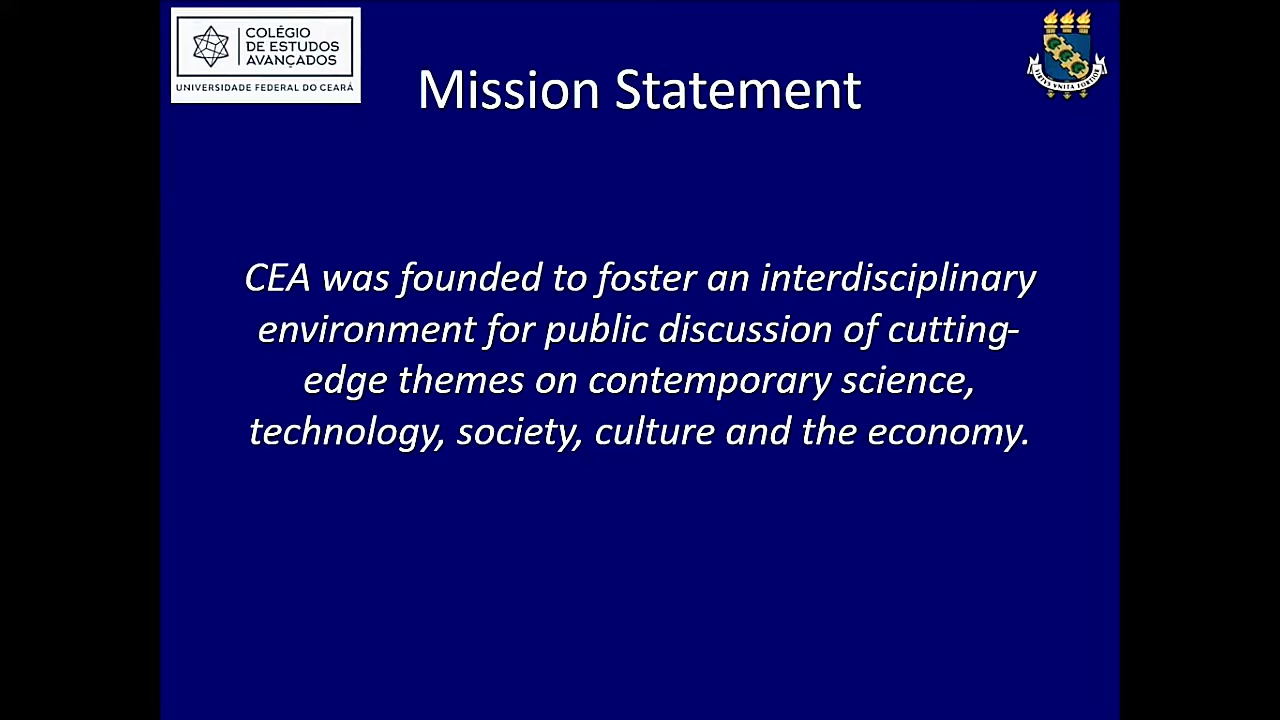 COLÉGIO
DE ESTUDOS
AVANÇADOS
UNIVERSIDADE FEDERAL DO CEARÁ
Mission Statement
CEA was founded to foster an interdisciplinary
environment for public discussion of cutting-
edge themes on contemporary science,
technology, society, culture and the economy.